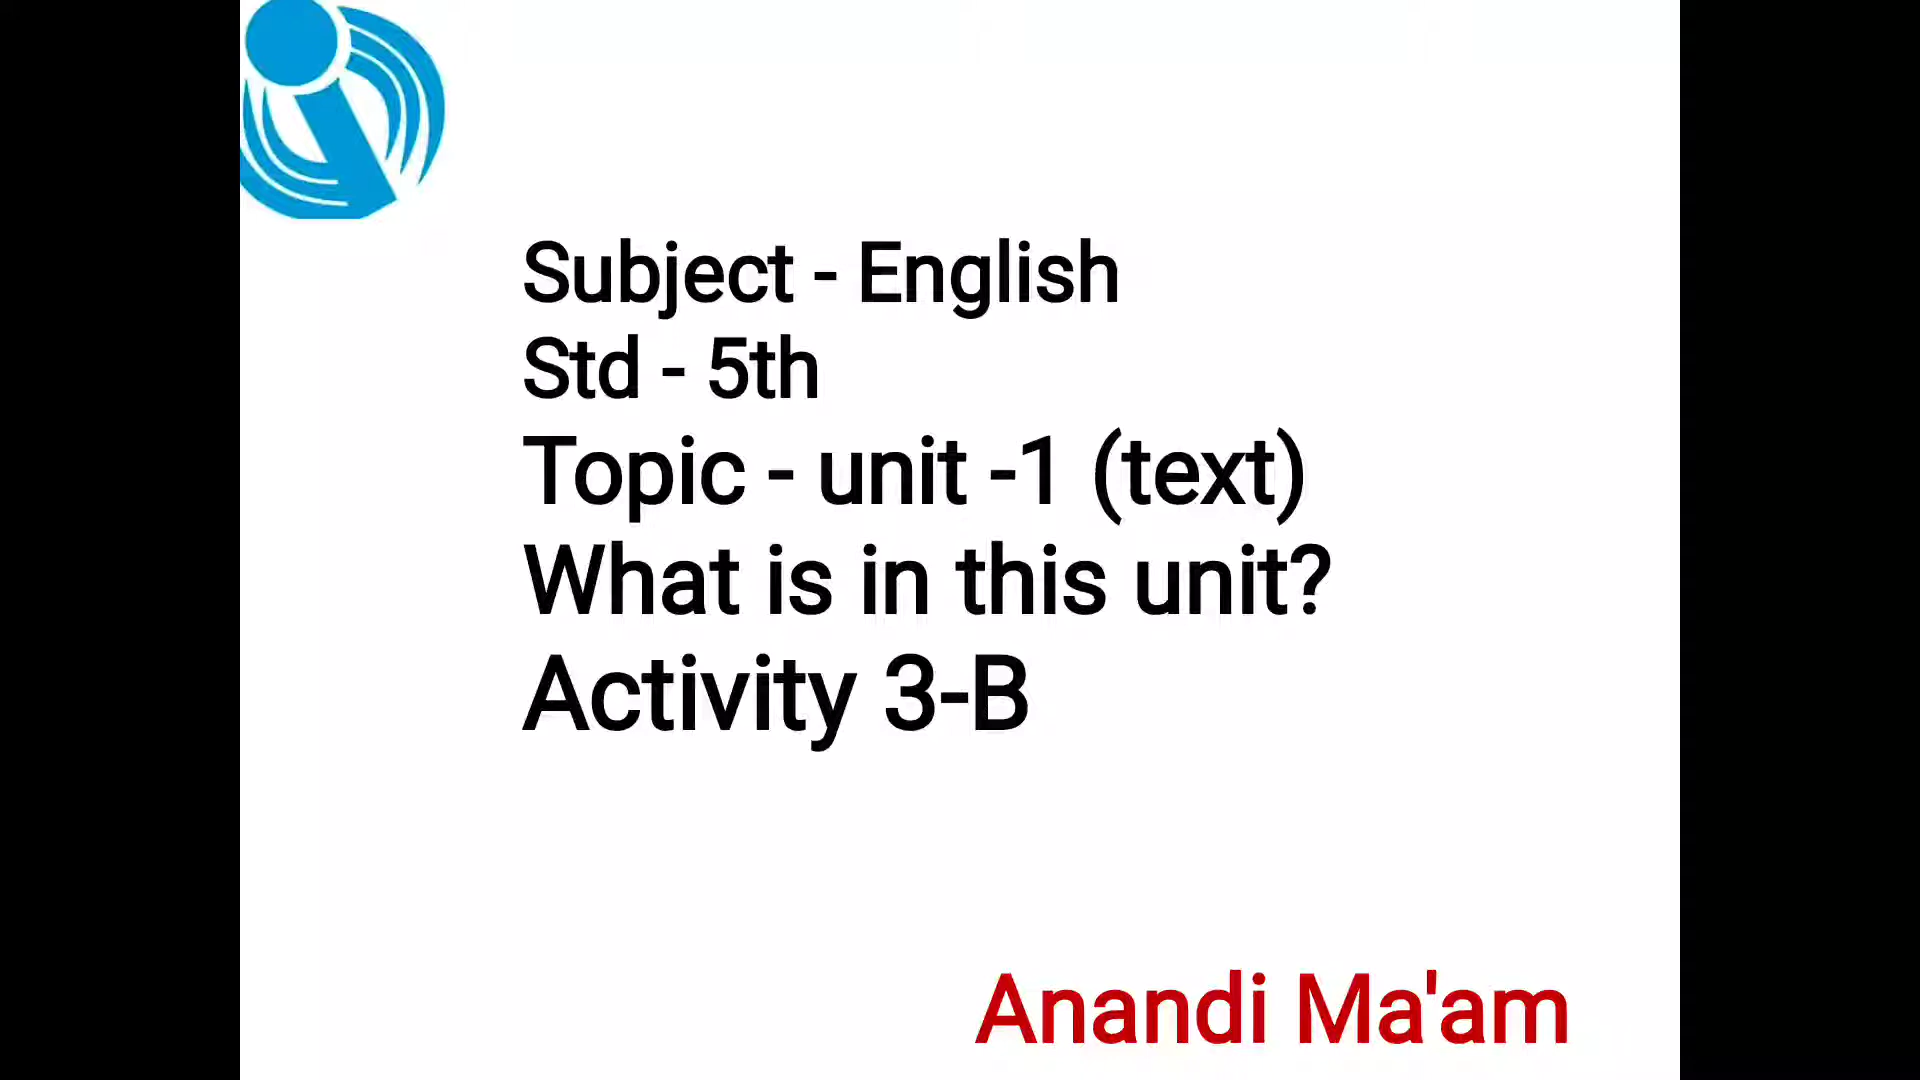 Subject - English
Std - 5th
Topic - unit -1 (text)
What is in this unit?
Activity 3-B
Anandi Ma'am